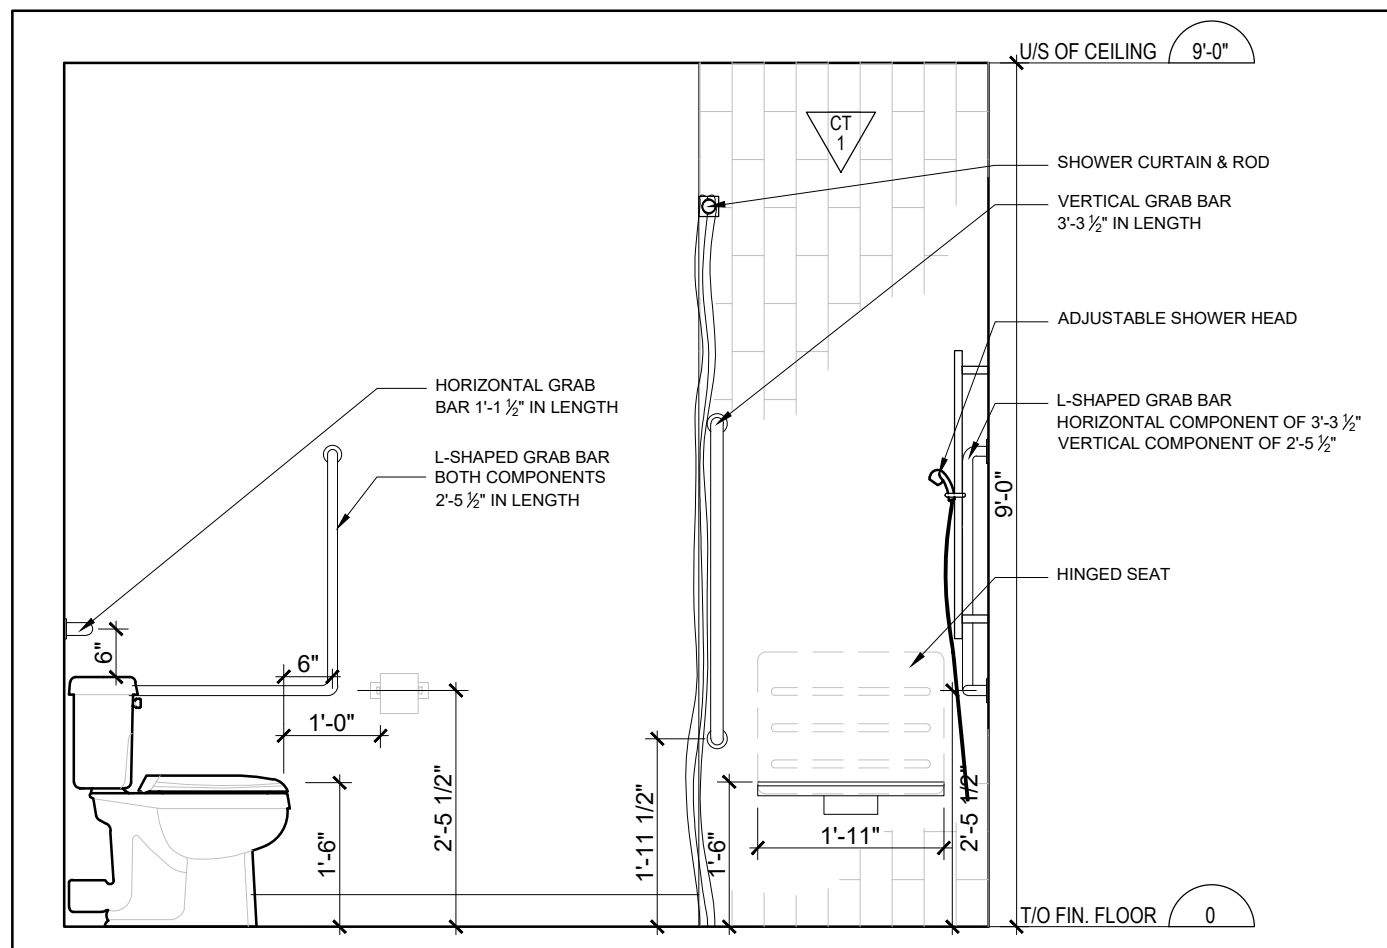 U/S OF CEILING 9'-0"
CT
1
SHOWER CURTAIN & ROD
VERTICAL GRAB BAR
3'-3 ½" IN LENGTH
ADJUSTABLE SHOWER HEAD
HORIZONTAL GRAB
BAR 1'-1 ½" IN LENGTH
L-SHAPED GRAB BAR
HORIZONTAL COMPONENT OF 3'-3 ½"
VERTICAL COMPONENT OF 2'-5 ½"
L-SHAPED GRAB BAR
BOTH COMPONENTS
2'-5 ½" IN LENGTH
9'-0"
HINGED SEAT
6"
6"
1'-0"
1'-6"
2'-5 1/2"
1'-11 1/2"
1'-6"
1'-11"
2'-5 1/2"
T/O FIN. FLOOR 0